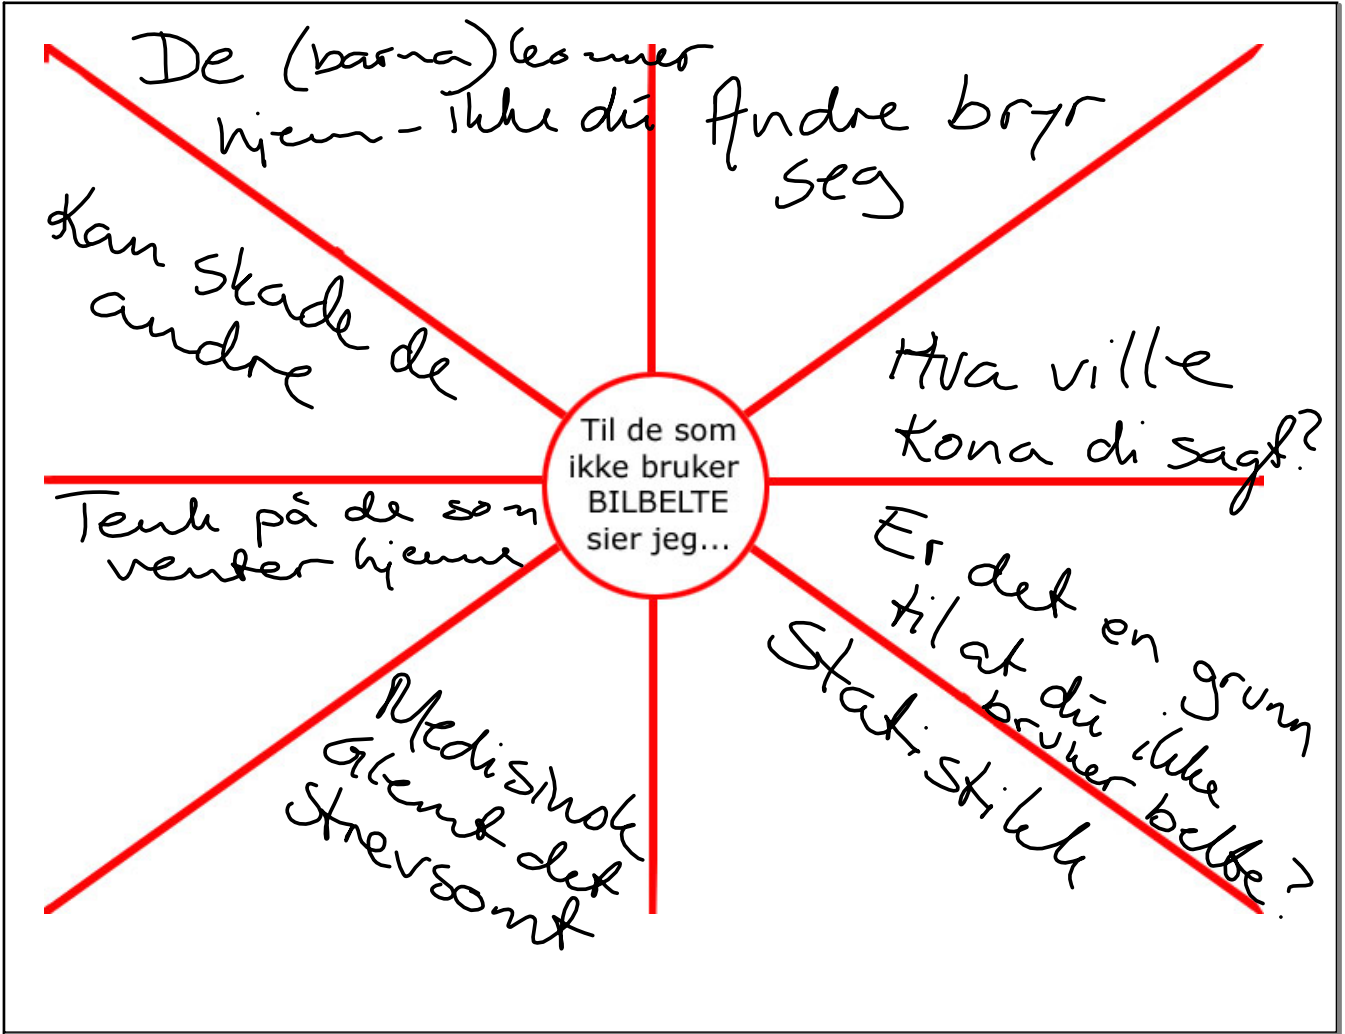 De (barna) kommer
hjem - ikke du
Andre bryr
seg
Kan skade de
andre
Hva ville
kona di sagt?
Til de som
ikke bruker
BILBELTE
sier jeg...
Tenk på de som
venter hjemme
Er det en grunn
til at du ikke
bruker belte?
Statistikk
Medisinsk
Glemt det
Strevsomt